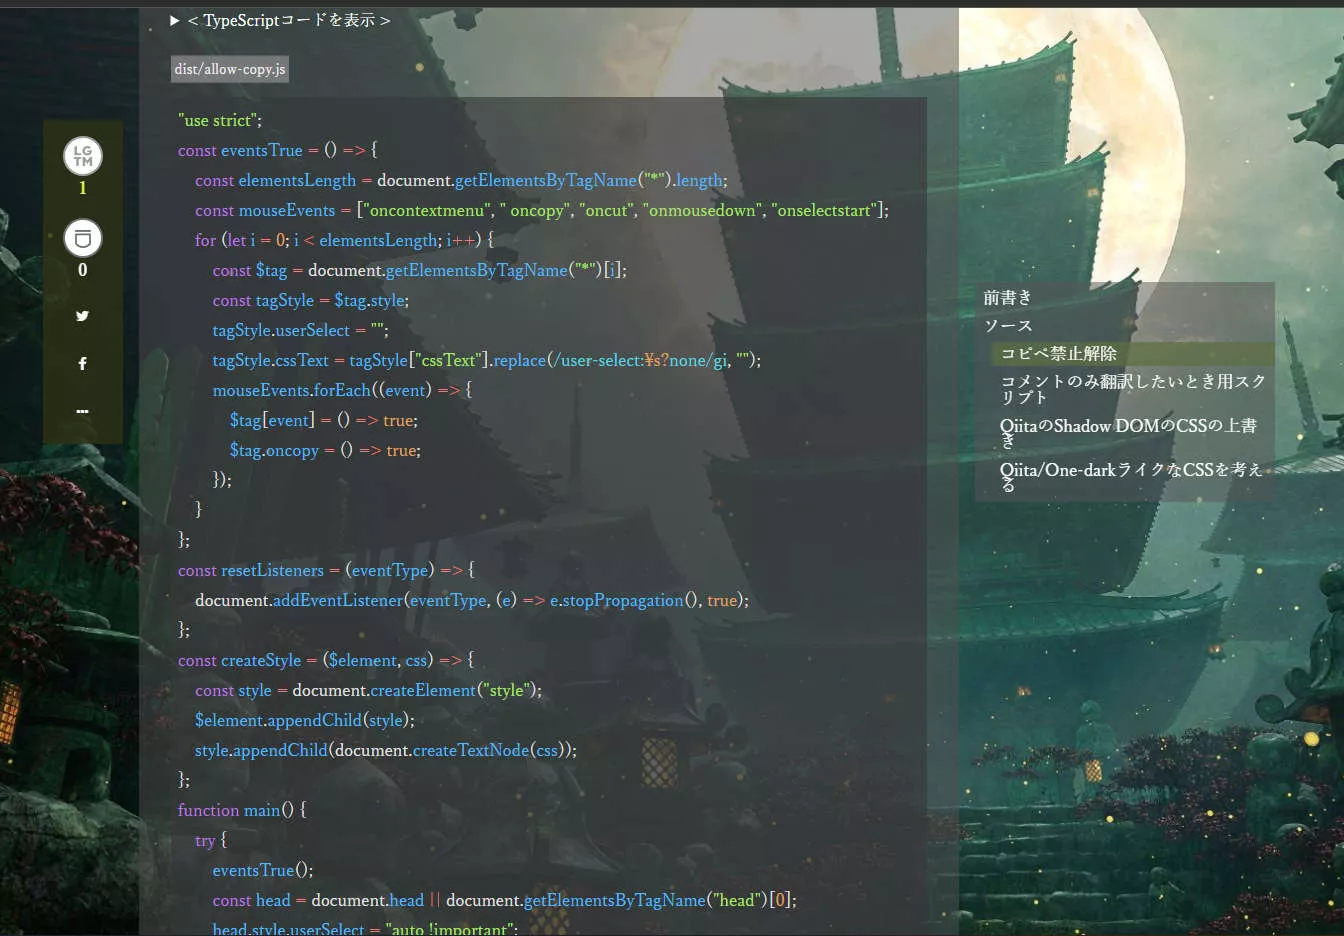 ▶ < TypeScriptコードを表示 >
dist/allow-copy.js
"use strict";
const eventsTrue = () => {
const elementsLength = document.getElementsByTagName("*").length;
const mouseEvents = ["oncontextmenu", " oncopy", "oncut", "onmousedown", "onselectstart"];
for (let i = 0; i < elementsLength; i++) {
const $tag = document.getElementsByTagName("*")[i];
const tagStyle = $tag.style;
tagStyle.userSelect = "";
tagStyle.cssText = tagStyle["cssText"].replace(/user-select:¥s?none/gi, "");
mouseEvents.forEach((event) => {
$tag[event] = () => true;
$tag.oncopy = () => true;
});
}
};
const resetListeners = (eventType) => {
document.addEventListener(eventType, (e) => e.stopPropagation(), true);
};
const createStyle = ($element, css) => {
const style = document.createElement("style");
$element.appendChild(style);
style.appendChild(document.createTextNode(css));
};
function main() {
try {
eventsTrue();
const head = document.head || document.getElementsByTagName("head")[0];
head.style.userSelect = "auto !important";
LG
TM
1
0
前書き
ソース
コピペ禁止解除
コメントのみ翻訳したいとき用スク
リプト
QiitaのShadow DOMのCSSの上書
き
Qiita/One-darkライクなCSSを考え
る